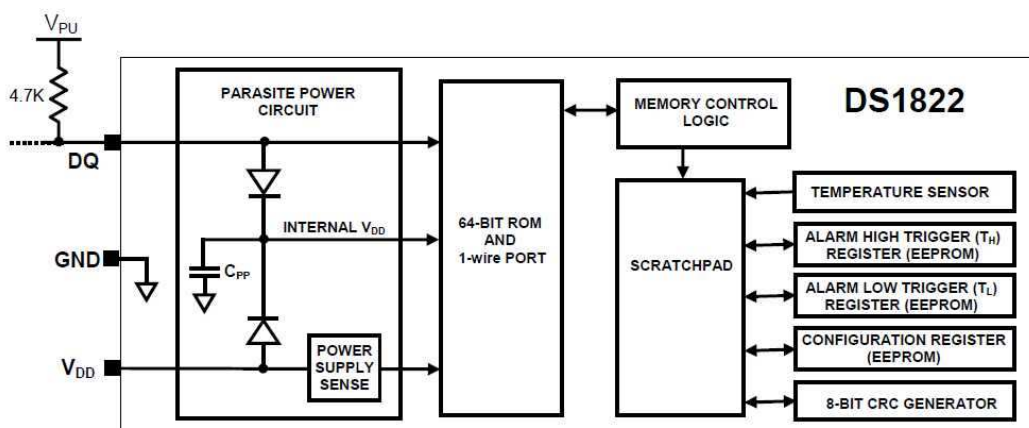 VPU
4.7K
DQ
GND
VDD
PARASITE POWER
CIRCUIT
INTERNAL VDD
CPP
POWER
SUPPLY
SENSE
64-BIT ROM
AND
1-wire PORT
MEMORY CONTROL
LOGIC
SCRATCHPAD
DS1822
TEMPERATURE SENSOR
ALARM HIGH TRIGGER (TH)
REGISTER (EEPROM)
ALARM LOW TRIGGER (TL)
REGISTER (EEPROM)
CONFIGURATION REGISTER
(EEPROM)
8-BIT CRC GENERATOR